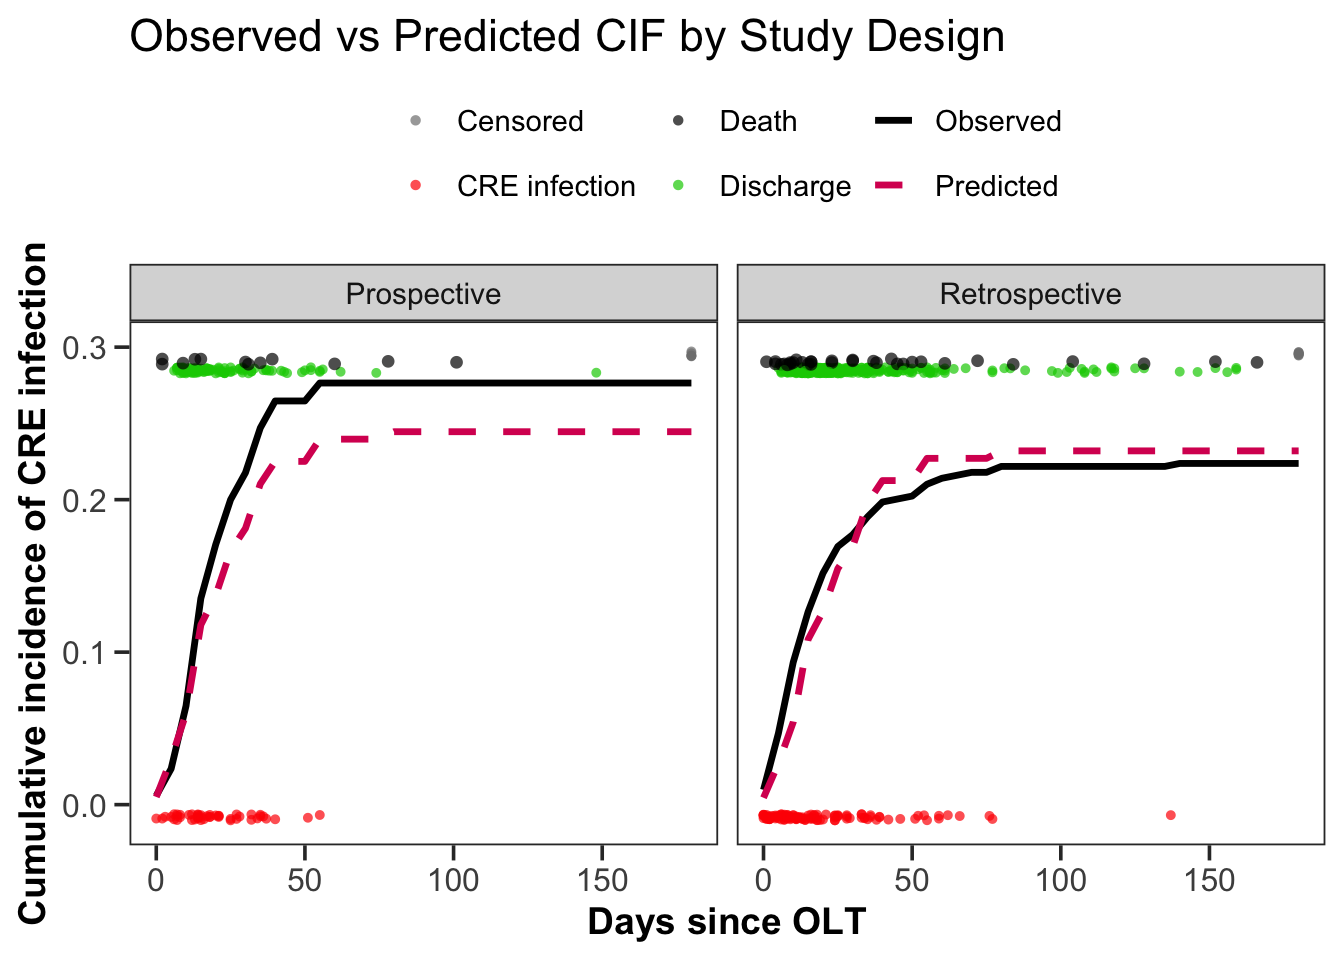 Observed vs Predicted CIF by Study Design
Censored
Death
Observed
CRE infection
Discharge
Predicted
Cumulative incidence of CRE infection
Prospective
Retrospective
0.3
0.2
0.1
0.0
0 50 100 150
0 50 100 150
Days since OLT